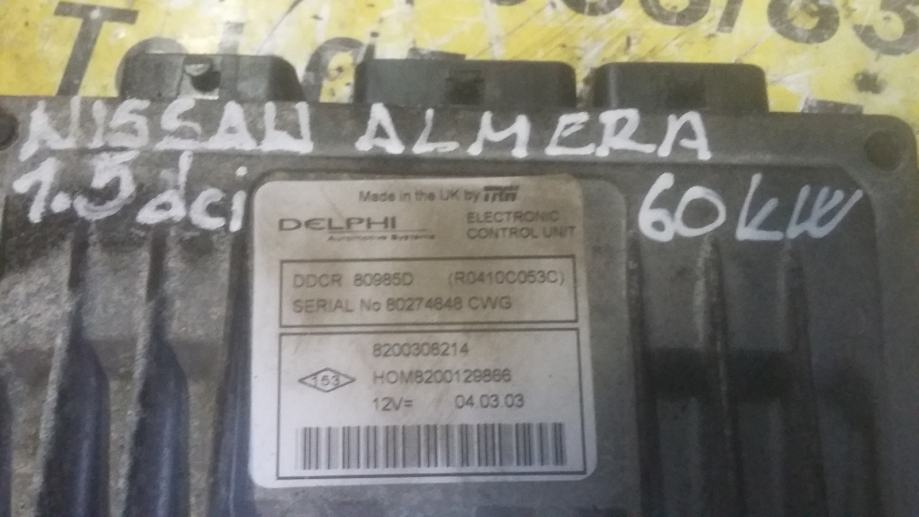 NISSAN ALMERA
1.5 dci
60 kW
Made in the UK by TRW
DELPHI
Automotive Systems
ELECTRONIC
CONTROL UNIT
DDCR 80985D (R0410C053C)
SERIAL No 80274848 CWG
8200308214
153
HOM8200129866
12V= 04.03.03